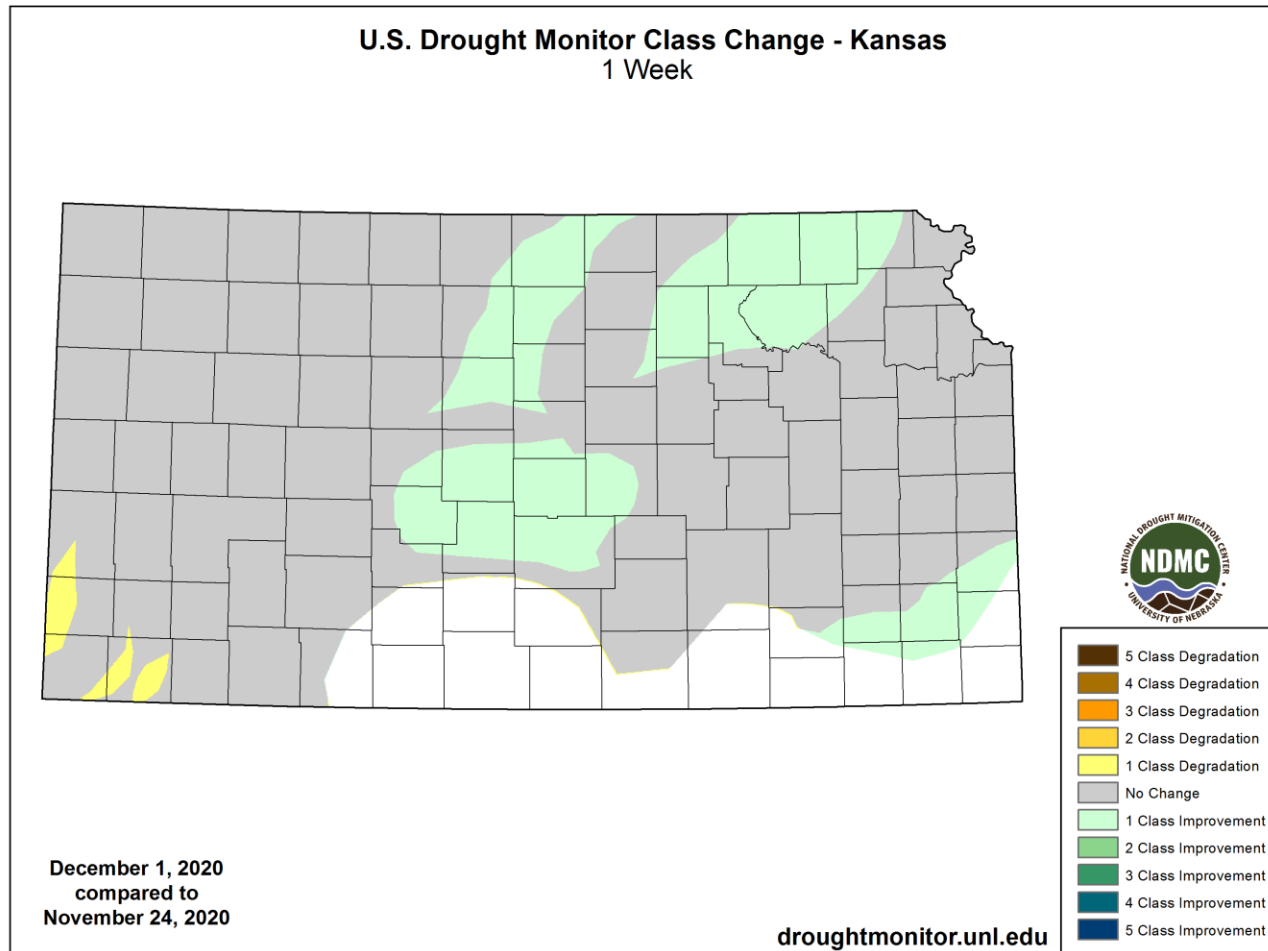 U.S. Drought Monitor Class Change - Kansas
1 Week
NATIONAL DROUGHT MITIGATION CENTER
NDMC
UNIVERSITY OF NEBRASKA
5 Class Degradation
4 Class Degradation
3 Class Degradation
2 Class Degradation
1 Class Degradation
No Change
1 Class Improvement
2 Class Improvement
3 Class Improvement
4 Class Improvement
5 Class Improvement
December 1, 2020
compared to
November 24, 2020
droughtmonitor.unl.edu